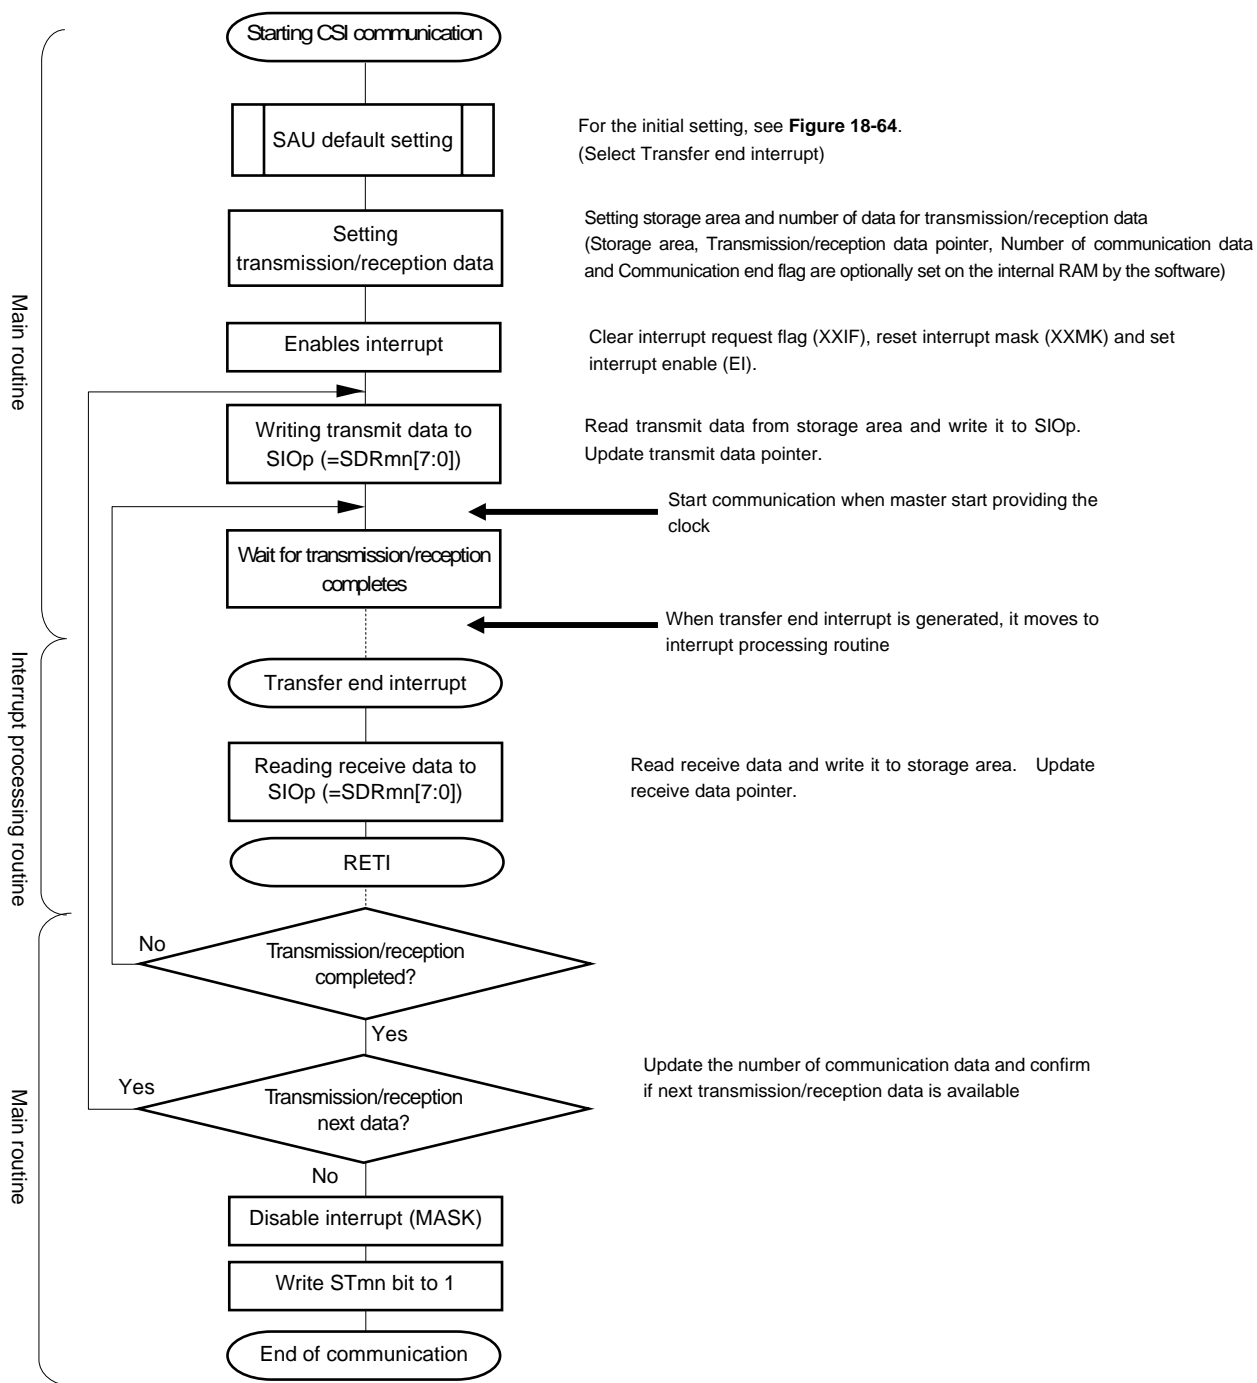 Starting CSI communication
SAU default setting
For the initial setting, see Figure 18-64.
(Select Transfer end interrupt)
Setting
transmission/reception data
Setting storage area and number of data for transmission/reception data
(Storage area, Transmission/reception data pointer, Number of communication data
and Communication end flag are optionally set on the internal RAM by the software)
Main routine
Enables interrupt
Clear interrupt request flag (XXIF), reset interrupt mask (XXMK) and set
interrupt enable (EI).
Writing transmit data to
SIOp (=SDRmn[7:0])
Read transmit data from storage area and write it to SIOp.
Update transmit data pointer.
Start communication when master start providing the
clock
Wait for transmission/reception
completes
When transfer end interrupt is generated, it moves to
interrupt processing routine
Interrupt processing routine
Transfer end interrupt
Reading receive data to
SIOp (=SDRmn[7:0])
Read receive data and write it to storage area. Update
receive data pointer.
RETI
No
Transmission/reception
completed?
Yes
Main routine
Yes
Transmission/reception
next data?
Update the number of communication data and confirm
if next transmission/reception data is available
No
Disable interrupt (MASK)
Write STmn bit to 1
End of communication